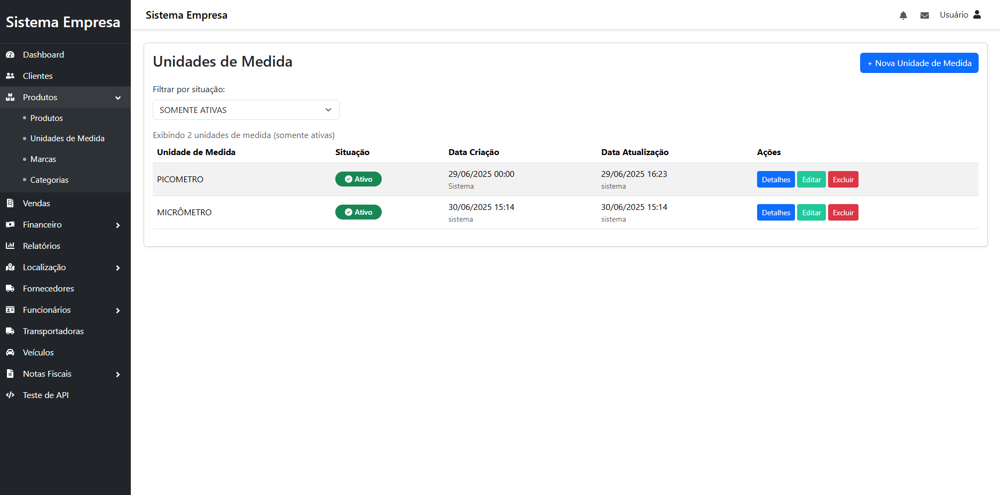 Sistema Empresa
Dashboard
Clientes
Produtos
Produtos
Unidades de Medida
Marcas
Categorias
Vendas
Financeiro
Relatórios
Localização
Fornecedores
Funcionários
Transportadoras
Veículos
Notas Fiscais
Teste de API
Sistema Empresa
Usuário
Unidades de Medida
+ Nova Unidade de Medida
Filtrar por situação:
SOMENTE ATIVAS
Exibindo 2 unidades de medida (somente ativas)
Unidade de Medida Situação Data Criação Data Atualização Ações
PICOMETRO Ativo 29/06/2025 00:00 29/06/2025 16:23 Detalhes Editar Excluir
Sistema sistema
MICRÔMETRO Ativo 30/06/2025 15:14 30/06/2025 15:14 Detalhes Editar Excluir
sistema sistema